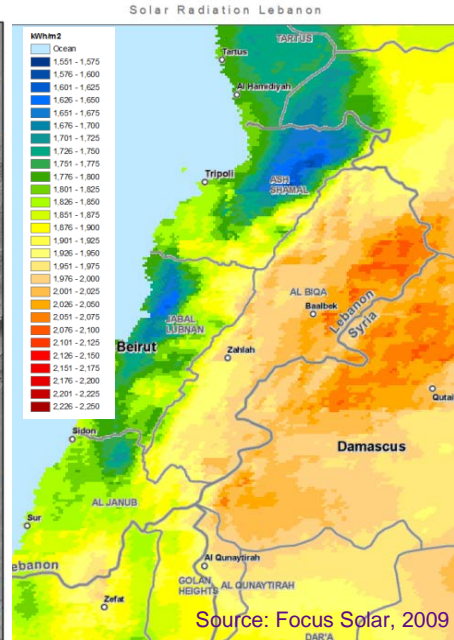 Solar Radiation Lebanon
kWh/m2
Ocean
1,551 - 1,575
1,576 - 1,600
1,601 - 1,625
1,626 - 1,650
1,651 - 1,675
1,676 - 1,700
1,701 - 1,725
1,726 - 1,750
1,751 - 1,775
1,776 - 1,800
1,801 - 1,825
1,826 - 1,850
1,851 - 1,875
1,876 - 1,900
1,901 - 1,925
1,926 - 1,950
1,951 - 1,975
1,976 - 2,000
2,001 - 2,025
2,026 - 2,050
2,051 - 2,075
2,076 - 2,100
2,101 - 2,125
2,126 - 2,150
2,151 - 2,175
2,176 - 2,200
2,201 - 2,225
2,226 - 2,250
TARTUS
Tartus
Al Hamidiyah
Tripoli
ASH
SHAMAL
AL BIQA
Baalbek
Lebanon
Syria
JABAL
LUBNAN
Beirut
Zahlah
Qutai
Sidon
Damascus
AL JANUB
Sur
ebanon
Al Qunaytirah
GOLAN
HEIGHTS
AL QUNAYTIRAH
Zefat
Source: Focus Solar, 2009
DAR'A